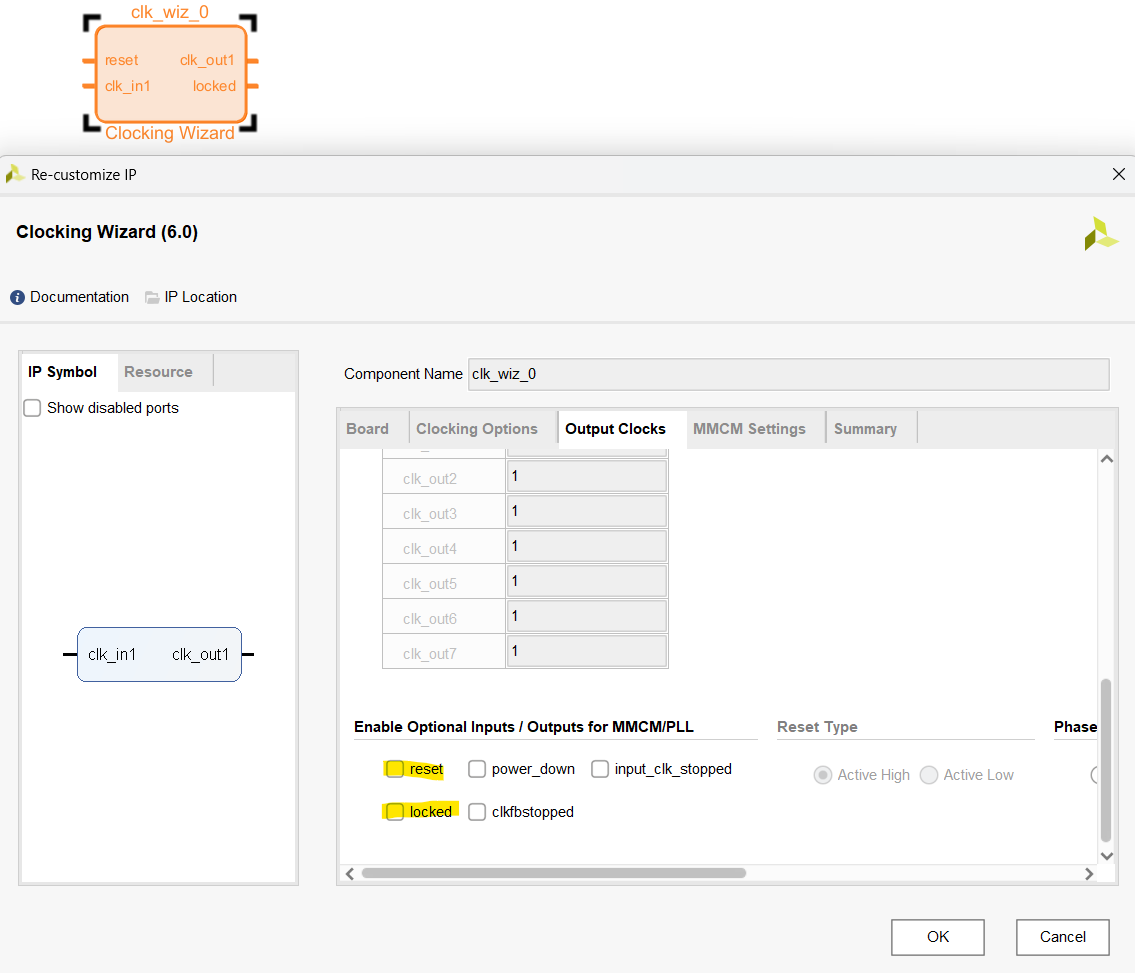 clk_wiz_0
reset clk_out1
clk_in1 locked
Clocking Wizard
Re-customize IP
Clocking Wizard (6.0)
Documentation IP Location
IP Symbol Resource
Show disabled ports
clk_in1 clk_out1
Component Name clk_wiz_0
Board Clocking Options Output Clocks MMCM Settings Summary
clk_out2 1
clk_out3 1
clk_out4 1
clk_out5 1
clk_out6 1
clk_out7 1
Enable Optional Inputs / Outputs for MMCM/PLL Reset Type Phase
reset power_down input_clk_stopped Active High Active Low
locked clkfbstopped
OK Cancel